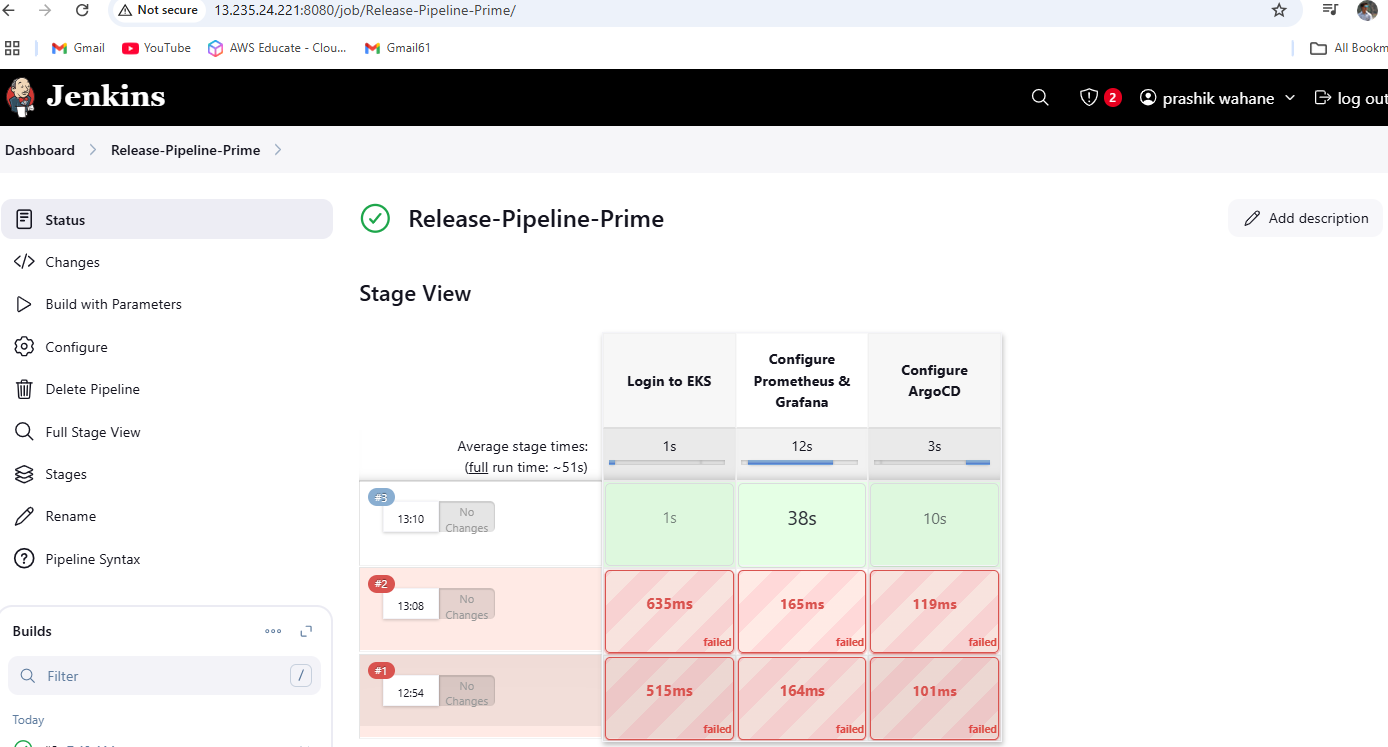 Not secure
13.235.24.221:8080/job/Release-Pipeline-Prime/
Gmail
YouTube
AWS Educate - Clou...
Gmail61
All Bookm
Jenkins
2
prashik wahane
log out
Dashboard
Release-Pipeline-Prime
Status
Changes
Build with Parameters
Configure
Delete Pipeline
Full Stage View
Stages
Rename
Pipeline Syntax
Builds
Filter
/
Today
Release-Pipeline-Prime
Add description
Stage View
Login to EKS
Configure
Prometheus &
Grafana
Configure
ArgoCD
Average stage times:
(full run time: ~51s)
1s
12s
3s
#3
13:10
No
Changes
1s
38s
10s
#2
13:08
No
Changes
635ms
failed
165ms
failed
119ms
failed
#1
12:54
No
Changes
515ms
failed
164ms
failed
101ms
failed